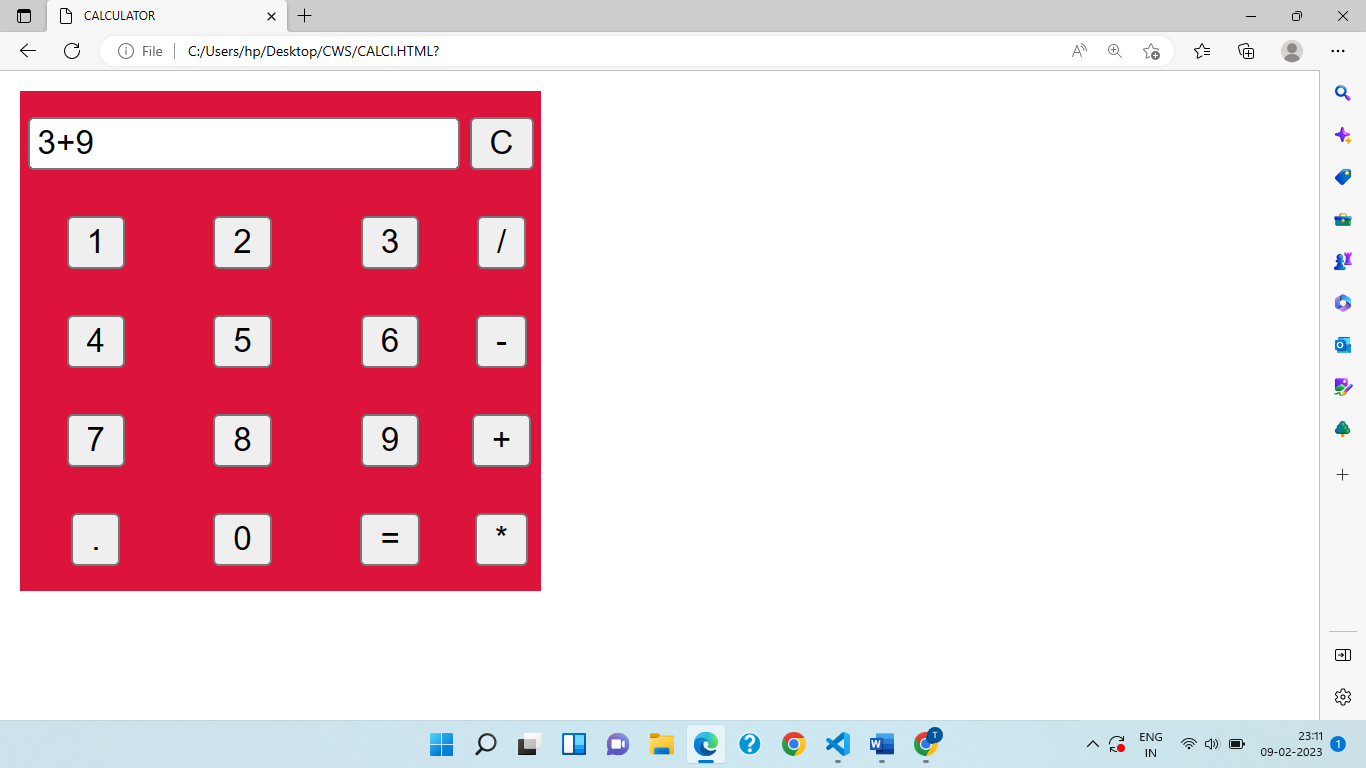 CALCULATOR
File C:/Users/hp/Desktop/CWS/CALCI.HTML?
3+9 C
1 2 3 /
4 5 6 -
7 8 9 +
. 0 = *
T
ENG
IN
23:11
09-02-2023
1